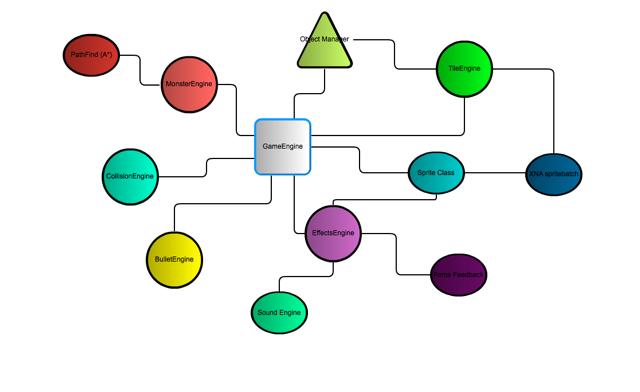 Object Manager
PathFind (A*)
TileEngine
MonsterEngine
GameEngine
Sprite Class
XNA spritebatch
CollisionEngine
EffectsEngine
BulletEngine
Force Feedback
Sound Engine